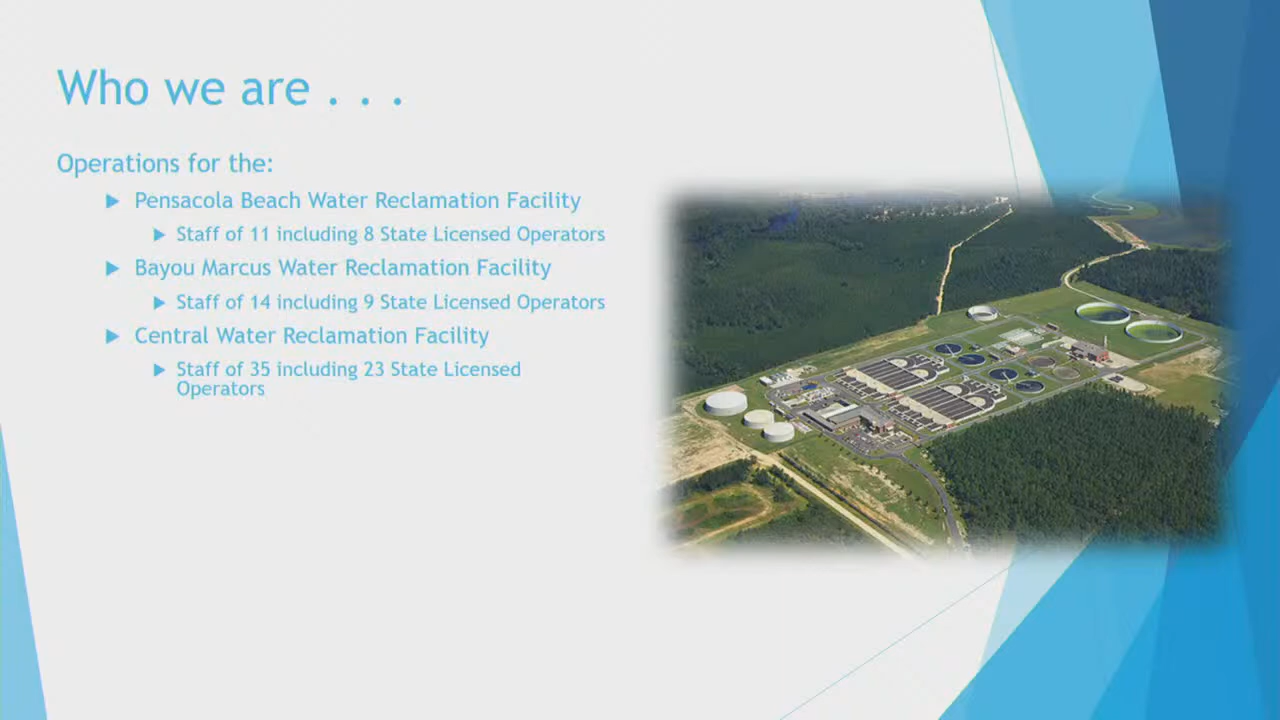 Who we are . . .
Operations for the:
Pensacola Beach Water Reclamation Facility
Staff of 11 including 8 State Licensed Operators
Bayou Marcus Water Reclamation Facility
Staff of 14 including 9 State Licensed Operators
Central Water Reclamation Facility
Staff of 35 including 23 State Licensed
Operators